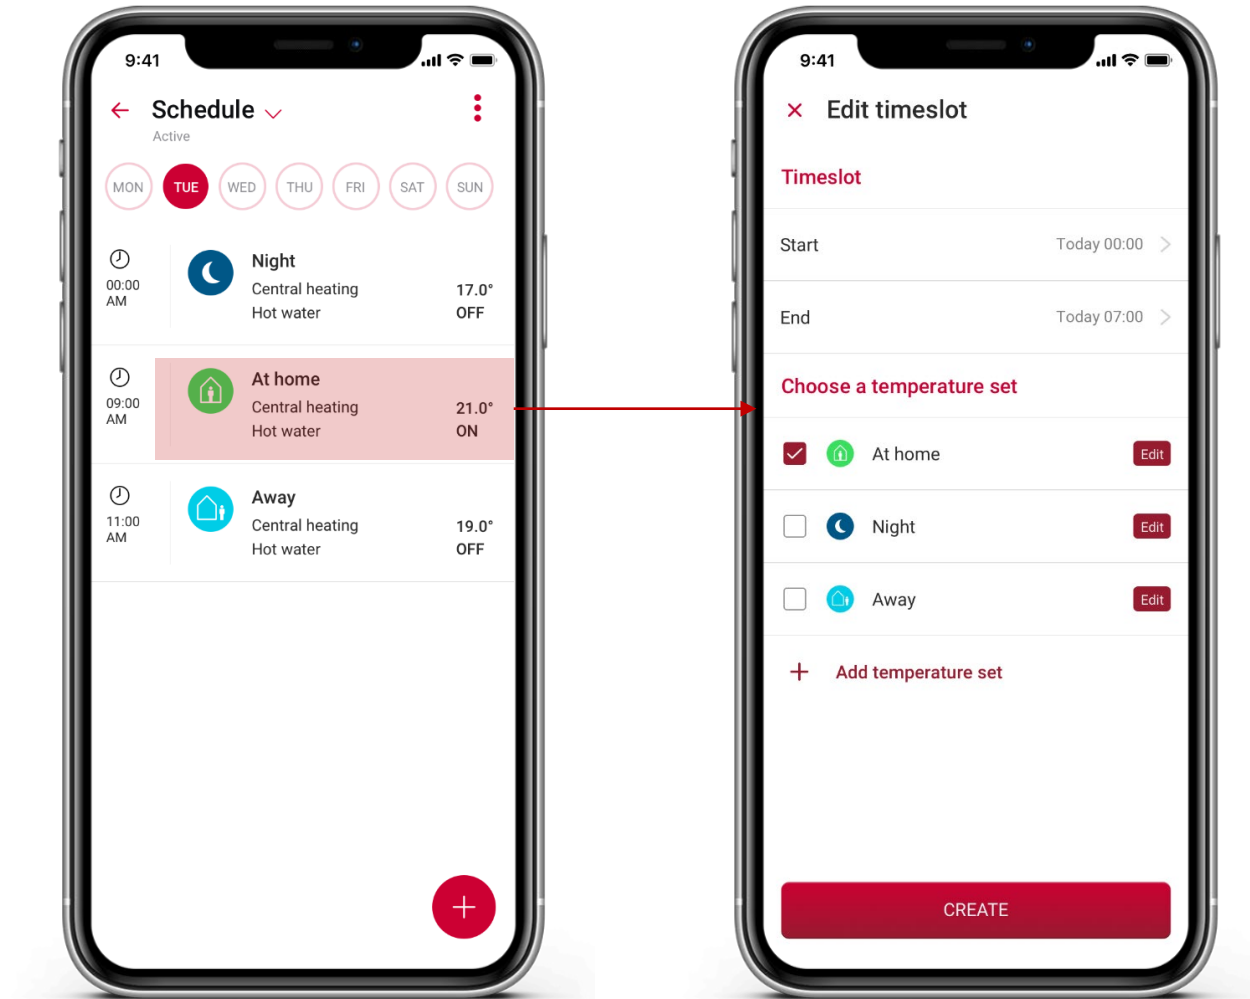 9:41
Schedule
Active
MON TUE WED THU FRI SAT SUN
00:00
AM
Night
Central heating 17.0°
Hot water OFF
09:00
AM
At home
Central heating 21.0°
Hot water ON
11:00
AM
Away
Central heating 19.0°
Hot water OFF
9:41
Edit timeslot
Timeslot
Start Today 00:00
End Today 07:00
Choose a temperature set
At home Edit
Night Edit
Away Edit
Add temperature set
CREATE